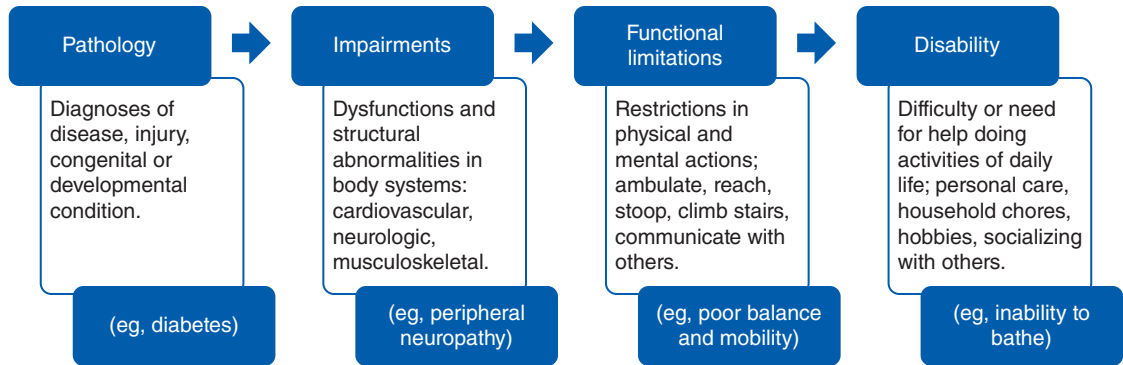 Pathology
Diagnoses of
disease, injury,
congenital or
developmental
condition.
(eg, diabetes)
Impairments
Dysfunctions and
structural
abnormalities in
body systems:
cardiovascular,
neurologic,
musculoskeletal.
(eg, peripheral
neuropathy)
Functional
limitations
Restrictions in
physical and
mental actions;
ambulate, reach,
stoop, climb stairs,
communicate with
others.
(eg, poor balance
and mobility)
Disability
Difficulty or need
for help doing
activities of daily
life; personal care,
household chores,
hobbies, socializing
with others.
(eg, inability to
bathe)